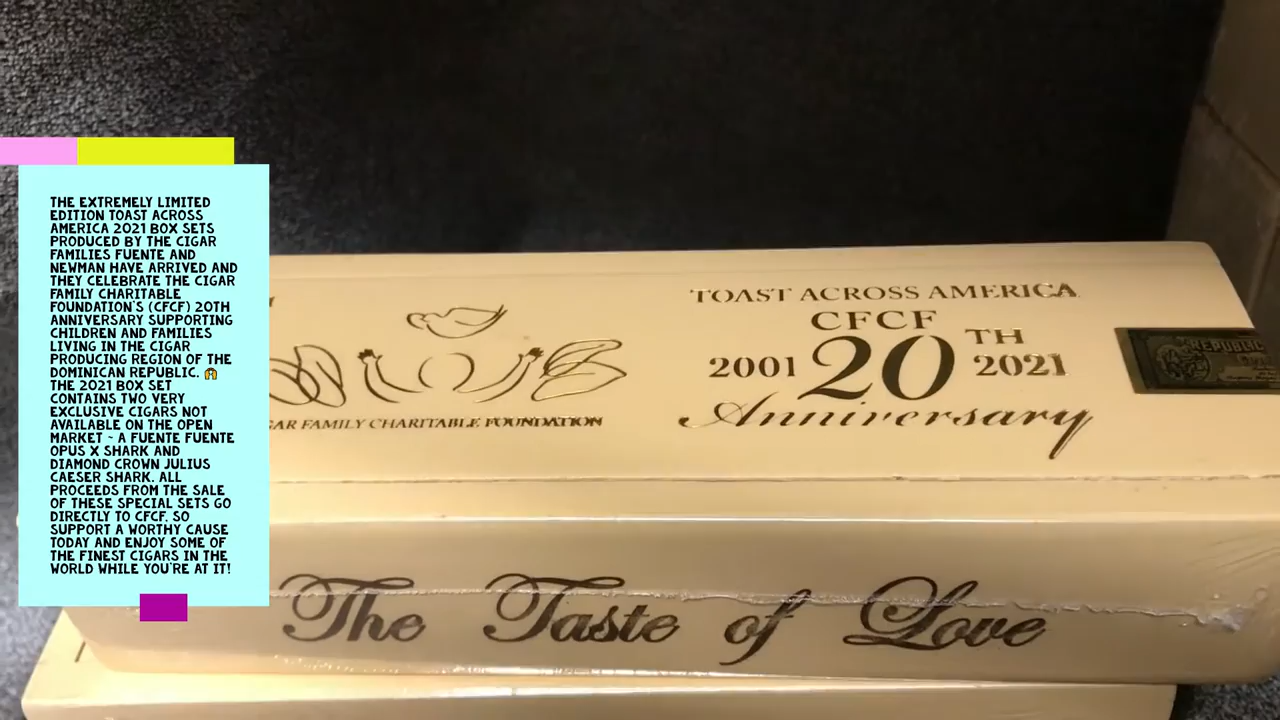 THE EXTREMELY LIMITED
EDITION TOAST ACROSS
AMERICA 2021 BOX SETS
PRODUCED BY THE CIGAR
FAMILIES FUENTE AND
NEWMAN HAVE ARRIVED AND
THEY CELEBRATE THE CIGAR
FAMILY CHARITABLE
FOUNDATION'S (CFCF) 20TH
ANNIVERSARY SUPPORTING
CHILDREN AND FAMILIES
LIVING IN THE CIGAR
PRODUCING REGION OF THE
DOMINICAN REPUBLIC. 🙌
THE 2021 BOX SET
CONTAINS TWO VERY
EXCLUSIVE CIGARS NOT
AVAILABLE ON THE OPEN
MARKET - A FUENTE FUENTE
OPUS X SHARK AND
DIAMOND CROWN JULIUS
CAESER SHARK. ALL
PROCEEDS FROM THE SALE
OF THESE SPECIAL SETS GO
DIRECTLY TO CFCF. SO
SUPPORT A WORTHY CAUSE
TODAY AND ENJOY SOME OF
THE FINEST CIGARS IN THE
WORLD WHILE YOU'RE AT IT!
GAR FAMILY CHARITABLE FOUNDATION
TOAST ACROSS AMERICA
CFCF
2001 20 TH 2021
Anniversary
REPUBLIC
The Taste of Love